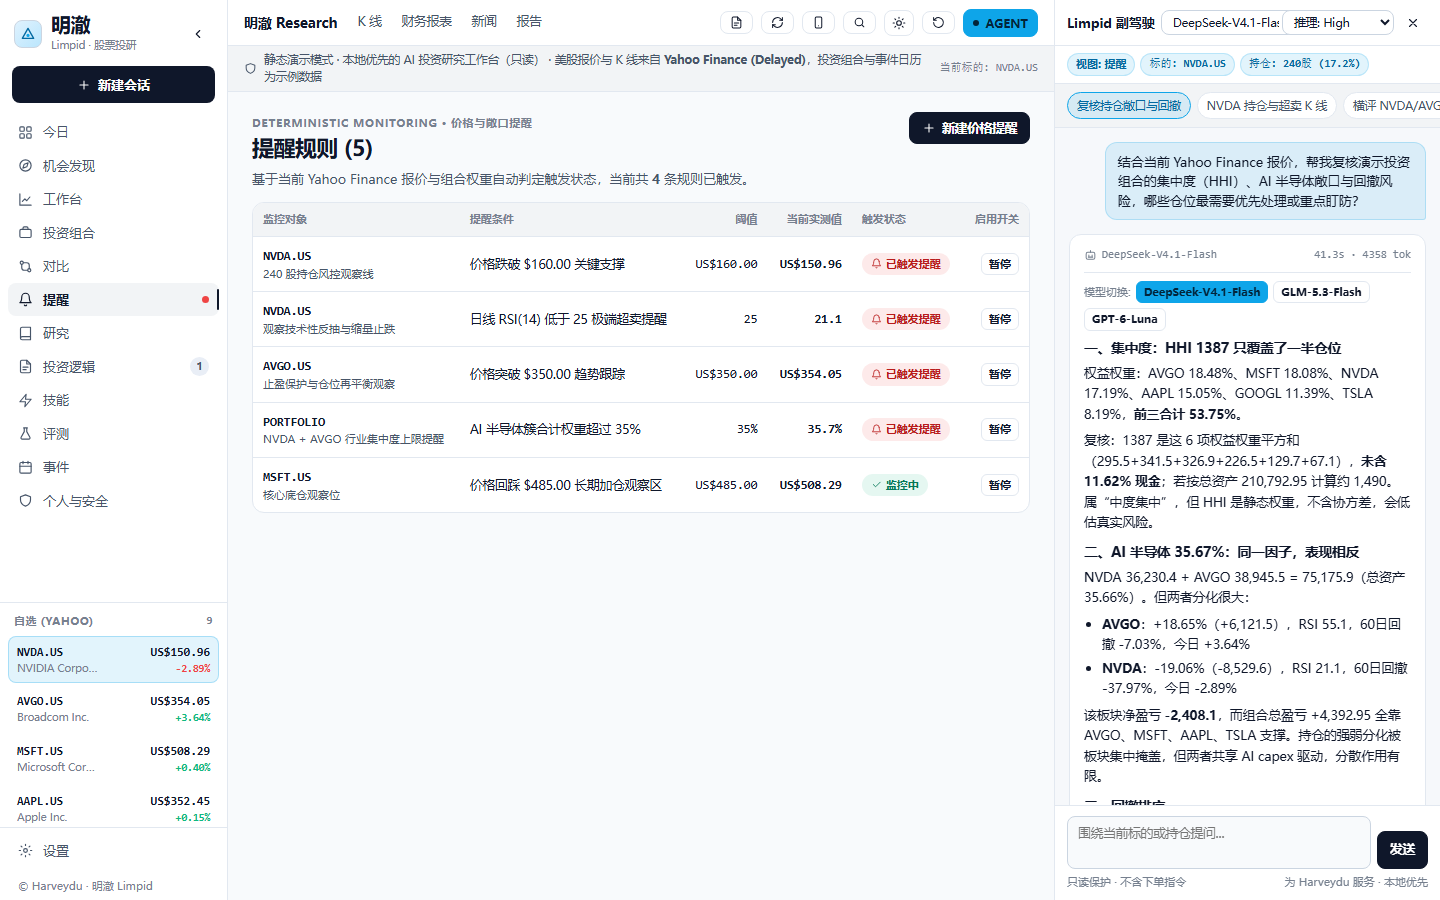 明澈
Limpid · 股票投研
＋ 新建会话
今日
机会发现
工作台
投资组合
对比
提醒
研究
投资逻辑 1
技能
评测
事件
个人与安全
自选 (YAHOO) 9
NVDA.US US$150.96
NVIDIA Corpo... -2.89%
AVGO.US US$354.05
Broadcom Inc. +3.64%
MSFT.US US$508.29
Microsoft Cor... +0.40%
AAPL.US US$352.45
Apple Inc. +0.15%
设置
© Harveydu · 明澈 Limpid
明澈 Research K 线 财务报表 新闻 报告 AGENT
静态演示模式 · 本地优先的 AI 投资研究工作台（只读） · 美股报价与 K 线来自 Yahoo Finance (Delayed)，投资组合与事件日历
为示例数据
当前标的: NVDA.US
DETERMINISTIC MONITORING • 价格与敞口提醒
提醒规则 (5)
＋ 新建价格提醒
基于当前 Yahoo Finance 报价与组合权重自动判定触发状态，当前共 4 条规则已触发。
监控对象 提醒条件 阈值 当前实测值 触发状态 启用开关
NVDA.US
240 股持仓风控观察线
价格跌破 $160.00 关键支撑 US$160.00 US$150.96 已触发提醒 暂停
NVDA.US
观察技术性反抽与缩量止跌
日线 RSI(14) 低于 25 极端超卖提醒 25 21.1 已触发提醒 暂停
AVGO.US
止盈保护与仓位再平衡观察
价格突破 $350.00 趋势跟踪 US$350.00 US$354.05 已触发提醒 暂停
PORTFOLIO
NVDA + AVGO 行业集中度上限提醒
AI 半导体簇合计权重超过 35% 35% 35.7% 已触发提醒 暂停
MSFT.US
核心底仓观察位
价格回踩 $485.00 长期加仓观察区 US$485.00 US$508.29 监控中 暂停
Limpid 副驾驶 DeepSeek-V4.1-Flas 推理: High
视图: 提醒 标的: NVDA.US 持仓: 240股 (17.2%)
复核持仓敞口与回撤 NVDA 持仓与超卖 K 线 横评 NVDA/AVG
结合当前 Yahoo Finance 报价，帮我复核演示投资
组合的集中度（HHI）、AI 半导体敞口与回撤风
险，哪些仓位最需要优先处理或重点盯防？
DeepSeek-V4.1-Flash 41.3s · 4358 tok
模型切换: DeepSeek-V4.1-Flash GLM-5.3-Flash
GPT-6-Luna
一、集中度：HHI 1387 只覆盖了一半仓位
权益权重：AVGO 18.48%、MSFT 18.08%、NVDA
17.19%、AAPL 15.05%、GOOGL 11.39%、TSLA
8.19%，前三合计 53.75%。
复核：1387 是这 6 项权益权重平方和
（295.5+341.5+326.9+226.5+129.7+67.1），未含
11.62% 现金；若按总资产 210,792.95 计算约 1,490。
属“中度集中”，但 HHI 是静态权重，不含协方差，会低
估真实风险。
二、AI 半导体 35.67%：同一因子，表现相反
NVDA 36,230.4 + AVGO 38,945.5 = 75,175.9（总资产
35.66%）。但两者分化很大：
• AVGO：+18.65%（+6,121.5），RSI 55.1，60日回
撤 -7.03%，今日 +3.64%
• NVDA：-19.06%（-8,529.6），RSI 21.1，60日回撤
-37.97%，今日 -2.89%
该板块净盈亏 -2,408.1，而组合总盈亏 +4,392.95 全靠
AVGO、MSFT、AAPL、TSLA 支撑。持仓的强弱分化被
板块集中掩盖，但两者共享 AI capex 驱动，分散作用有
限。
三、回撤排序
围绕当前标的或持仓提问...
发送
只读保护 · 不含下单指令 为 Harveydu 服务 · 本地优先